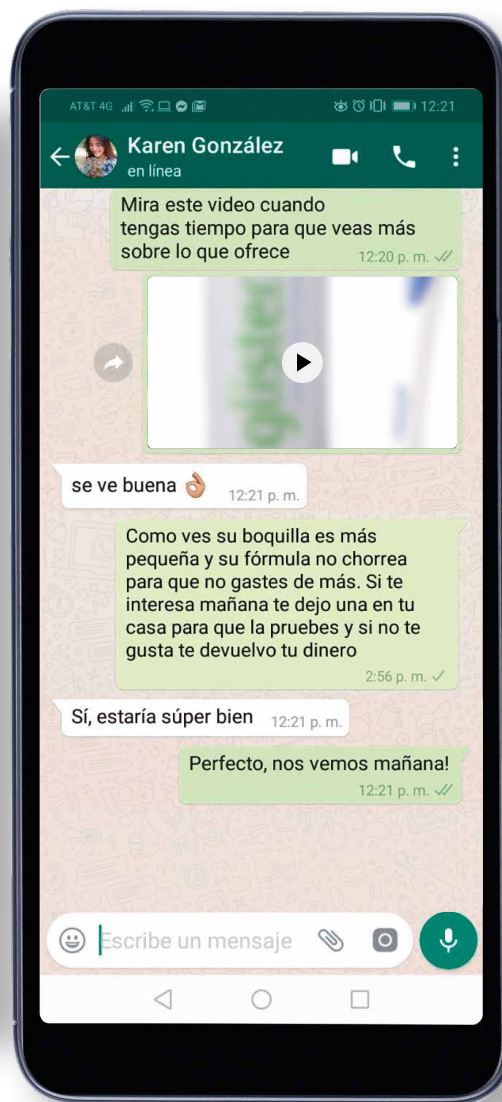 AT&T 4G
12:21
Karen González
en línea
Mira este video cuando
tengas tiempo para que veas más
sobre lo que ofrece
12:20 p. m.
glister
se ve buena 👌
12:21 p. m.
Como ves su boquilla es más
pequeña y su fórmula no chorrea
para que no gastes de más. Si te
interesa mañana te dejo una en tu
casa para que la pruebes y si no te
gusta te devuelvo tu dinero
2:56 p. m.
Sí, estaría súper bien
12:21 p. m.
Perfecto, nos vemos mañana!
12:21 p. m.
Escribe un mensaje